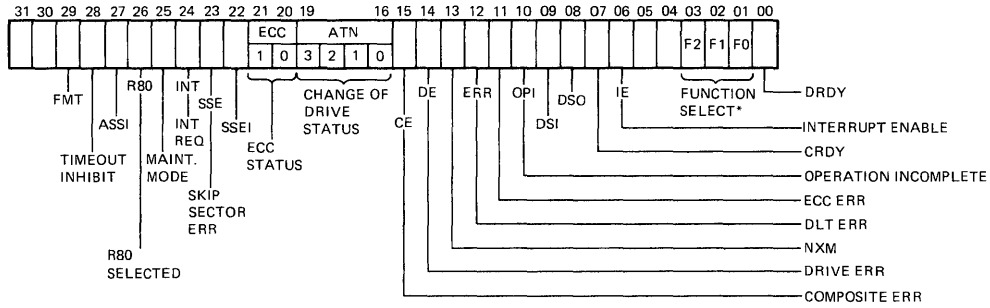 31 30 29 28 27 26 25 24 23 22 21 20 19 16 15 14 13 12 11 10 09 08 07 06 05 04 03 02 01 00
ECC ATN
1 0 3 2 1 0 F2 F1 F0
FMT
TIMEOUT
INHIBIT
ASSI
R80
R80
SELECTED
MAINT.
MODE
INT
INT
REQ
SSE
SKIP
SECTOR
ERR
SSEI
ECC
STATUS
CHANGE OF
DRIVE
STATUS
CE
DE
ERR
OPI
DSI
DSO
IE
FUNCTION
SELECT*
DRDY
INTERRUPT ENABLE
CRDY
OPERATION INCOMPLETE
ECC ERR
DLT ERR
NXM
DRIVE ERR
COMPOSITE ERR